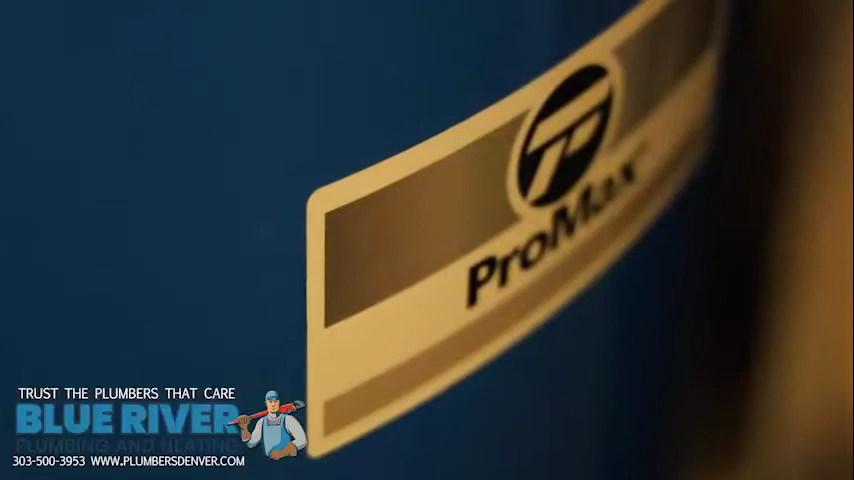 ProMax
TRUST THE PLUMBERS THAT CARE
BLUE RIVER
PLUMBING AND HEATING
303-500-3953 WWW.PLUMBERSDENVER.COM